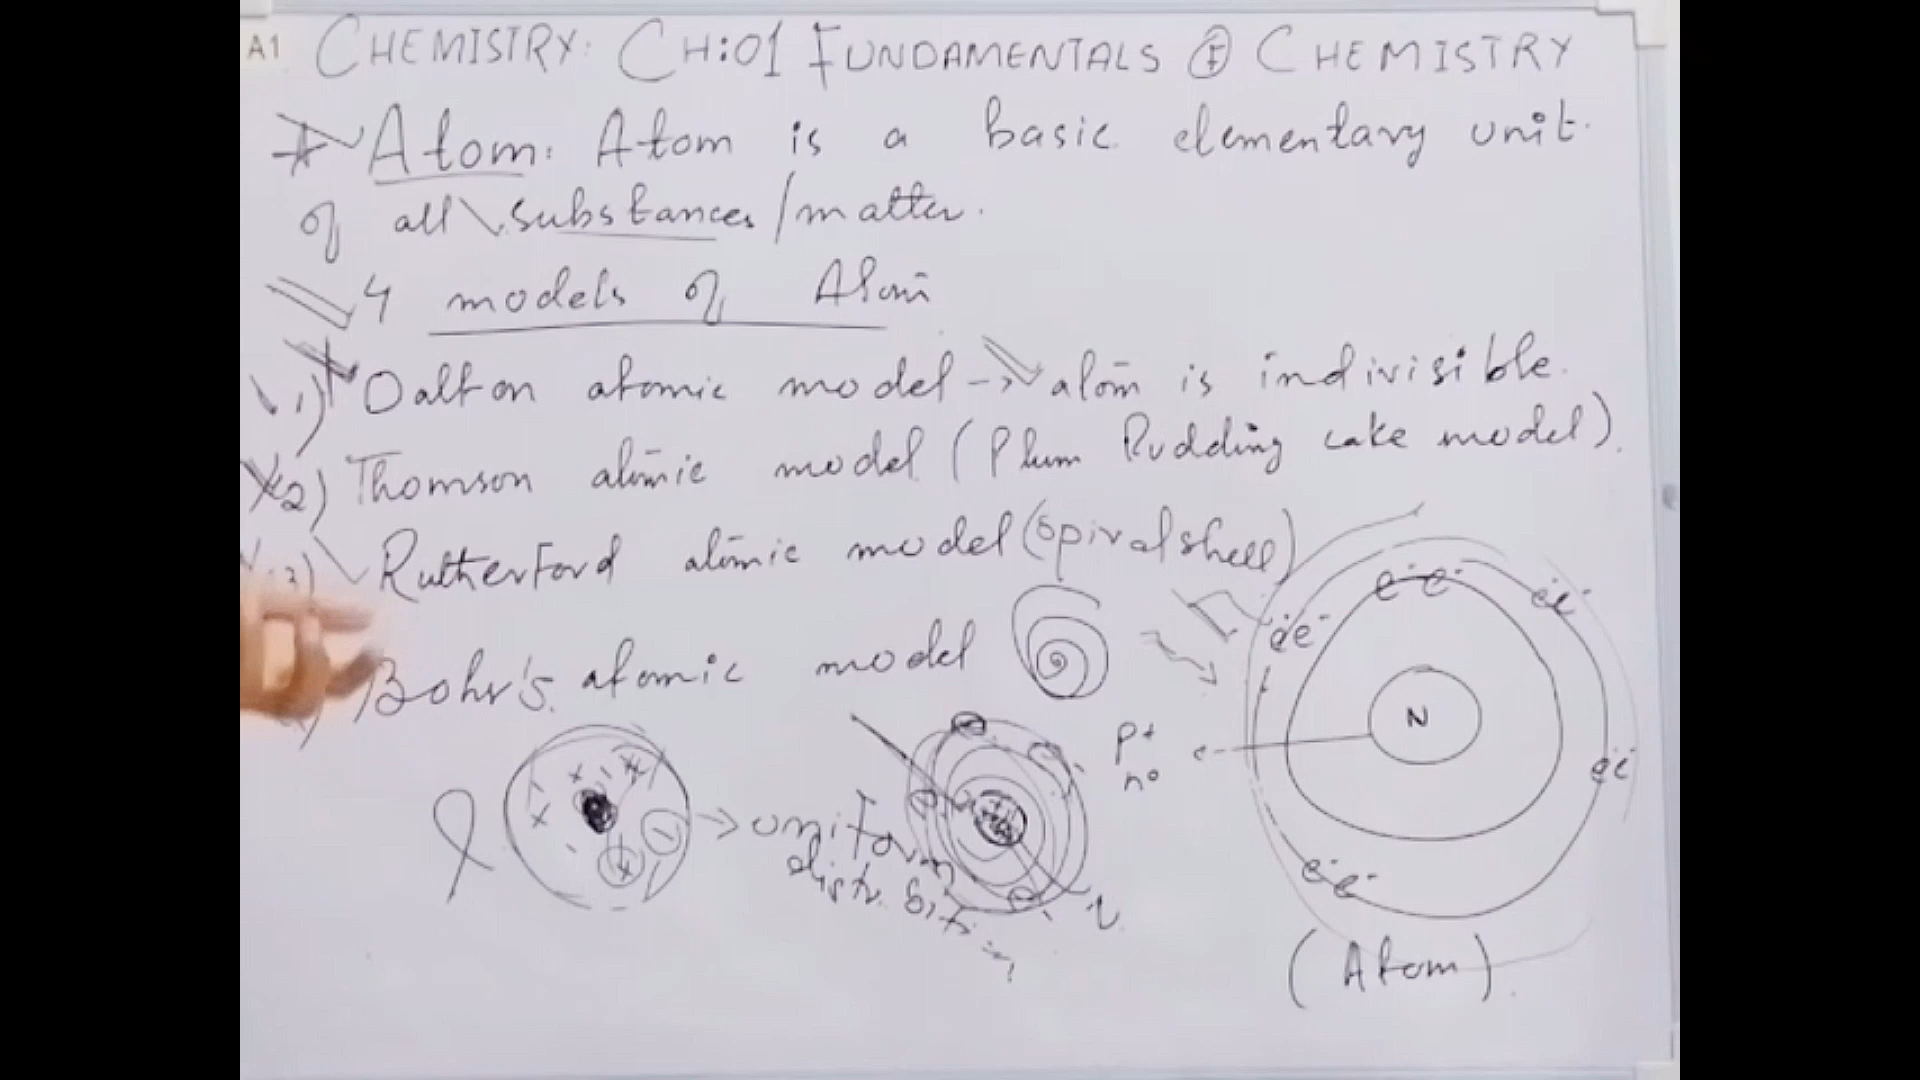 A1 CHEMISTRY: CH:01 FUNDAMENTALS OF CHEMISTRY
Atom: Atom is a basic elementary unit
of all substances/matter.
4 models of Atom
1) Dalton atomic model -> atom is indivisible.
2) Thomson atomic model (Plum Pudding cake model).
3) Rutherford atomic model (spiral shell)
Bohr's atomic model
e- e-
e e-
e e-
N
P+
n°
e e
-> uniform
distribution
e- e-
(Atom)